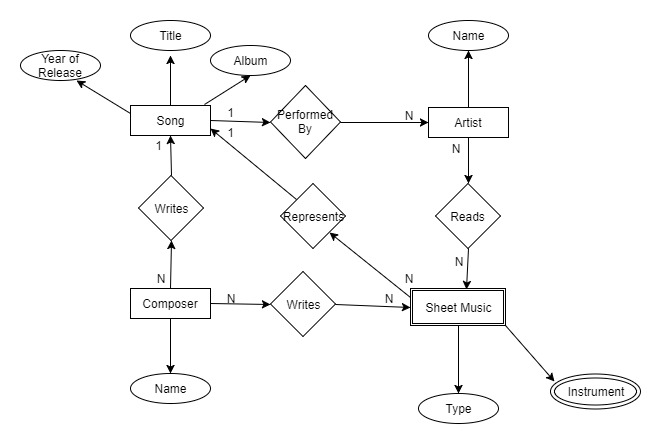 Title
Name
Year of
Release
Album
Song
1
Performed
By
N
Artist
1
1
N
Writes
Represents
Reads
N
N
N
Composer
N
Writes
N
Sheet Music
Name
Type
Instrument